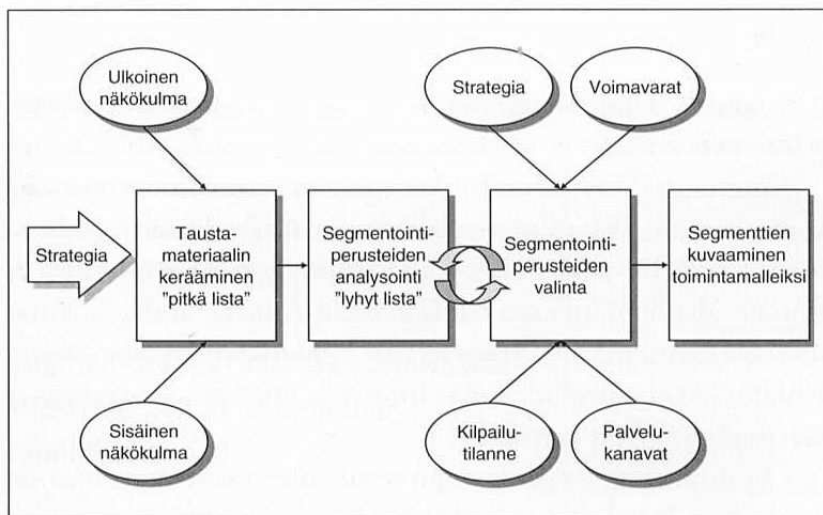 Ulkoinen
näkökulma
Strategia
Voimavarat
Strategia
Tausta-
materiaalin
kerääminen
"pitkä lista"
Segmentointi-
perusteiden
analysointi
"lyhyt lista"
Segmentointi-
perusteiden
valinta
Segmenttien
kuvaaminen
toimintamalleiksi
Sisäinen
näkökulma
Kilpailu-
tilanne
Palvelu-
kanavat